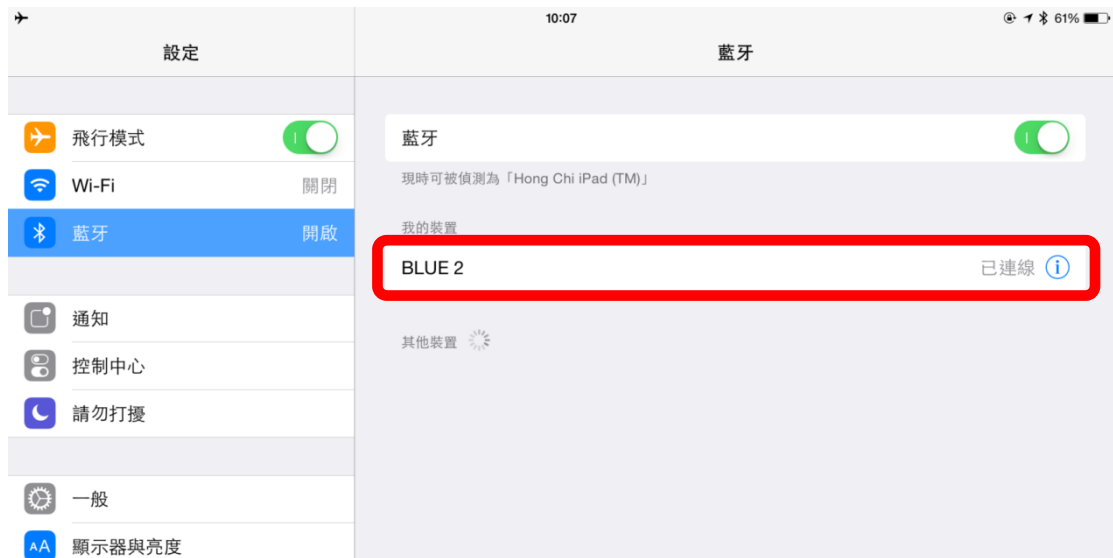 10:07
61%
設定
藍牙
飛行模式
Wi-Fi
關閉
藍牙
開啟
通知
控制中心
請勿打擾
一般
AA
顯示器與亮度
藍牙
現時可被偵測為「Hong Chi iPad (TM)」
我的裝置
BLUE 2
已連線
i
其他裝置